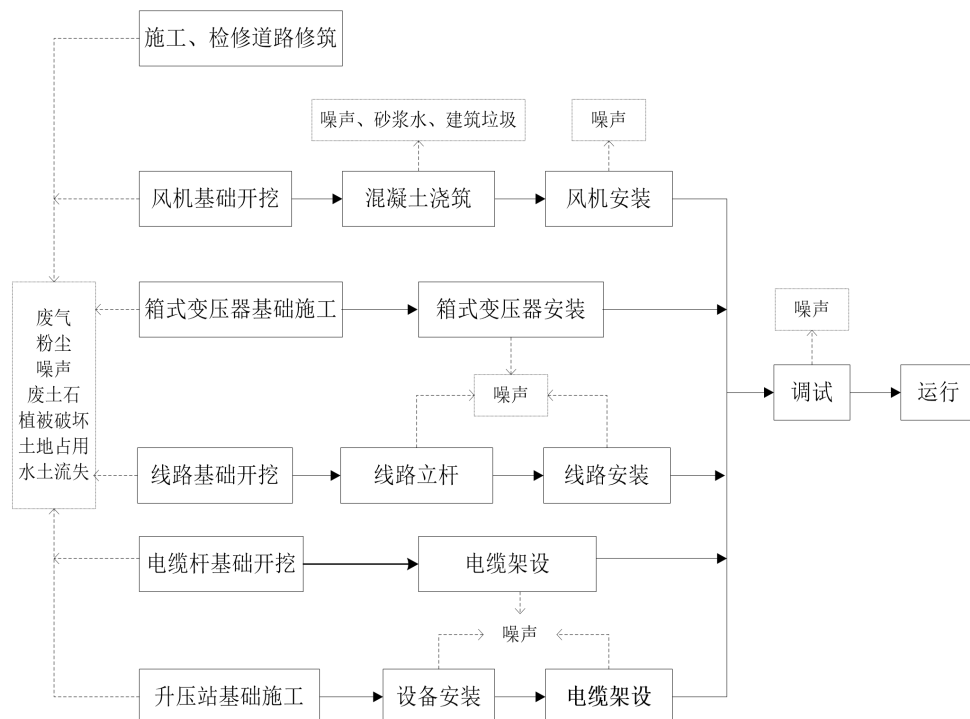 施工、检修道路修筑
噪声、砂浆水、建筑垃圾
噪声
风机基础开挖
混凝土浇筑
风机安装
废气
粉尘
噪声
废土石
植被破坏
土地占用
水土流失
箱式变压器基础施工
箱式变压器安装
噪声
噪声
调试
运行
线路基础开挖
线路立杆
线路安装
电缆杆基础开挖
电缆架设
噪声
升压站基础施工
设备安装
电缆架设